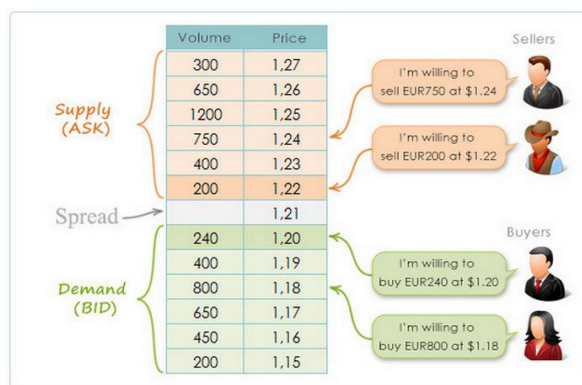 Volume Price
300 1,27
650 1,26
1200 1,25
750 1,24
400 1,23
200 1,22
1,21
240 1,20
400 1,19
800 1,18
650 1,17
450 1,16
200 1,15
Supply
(ASK)
Spread
Demand
(BID)
Sellers
I'm willing to
sell EUR750 at $1.24
I'm willing to
sell EUR200 at $1.22
Buyers
I'm willing to
buy EUR240 at $1.20
I'm willing to
buy EUR800 at $1.18